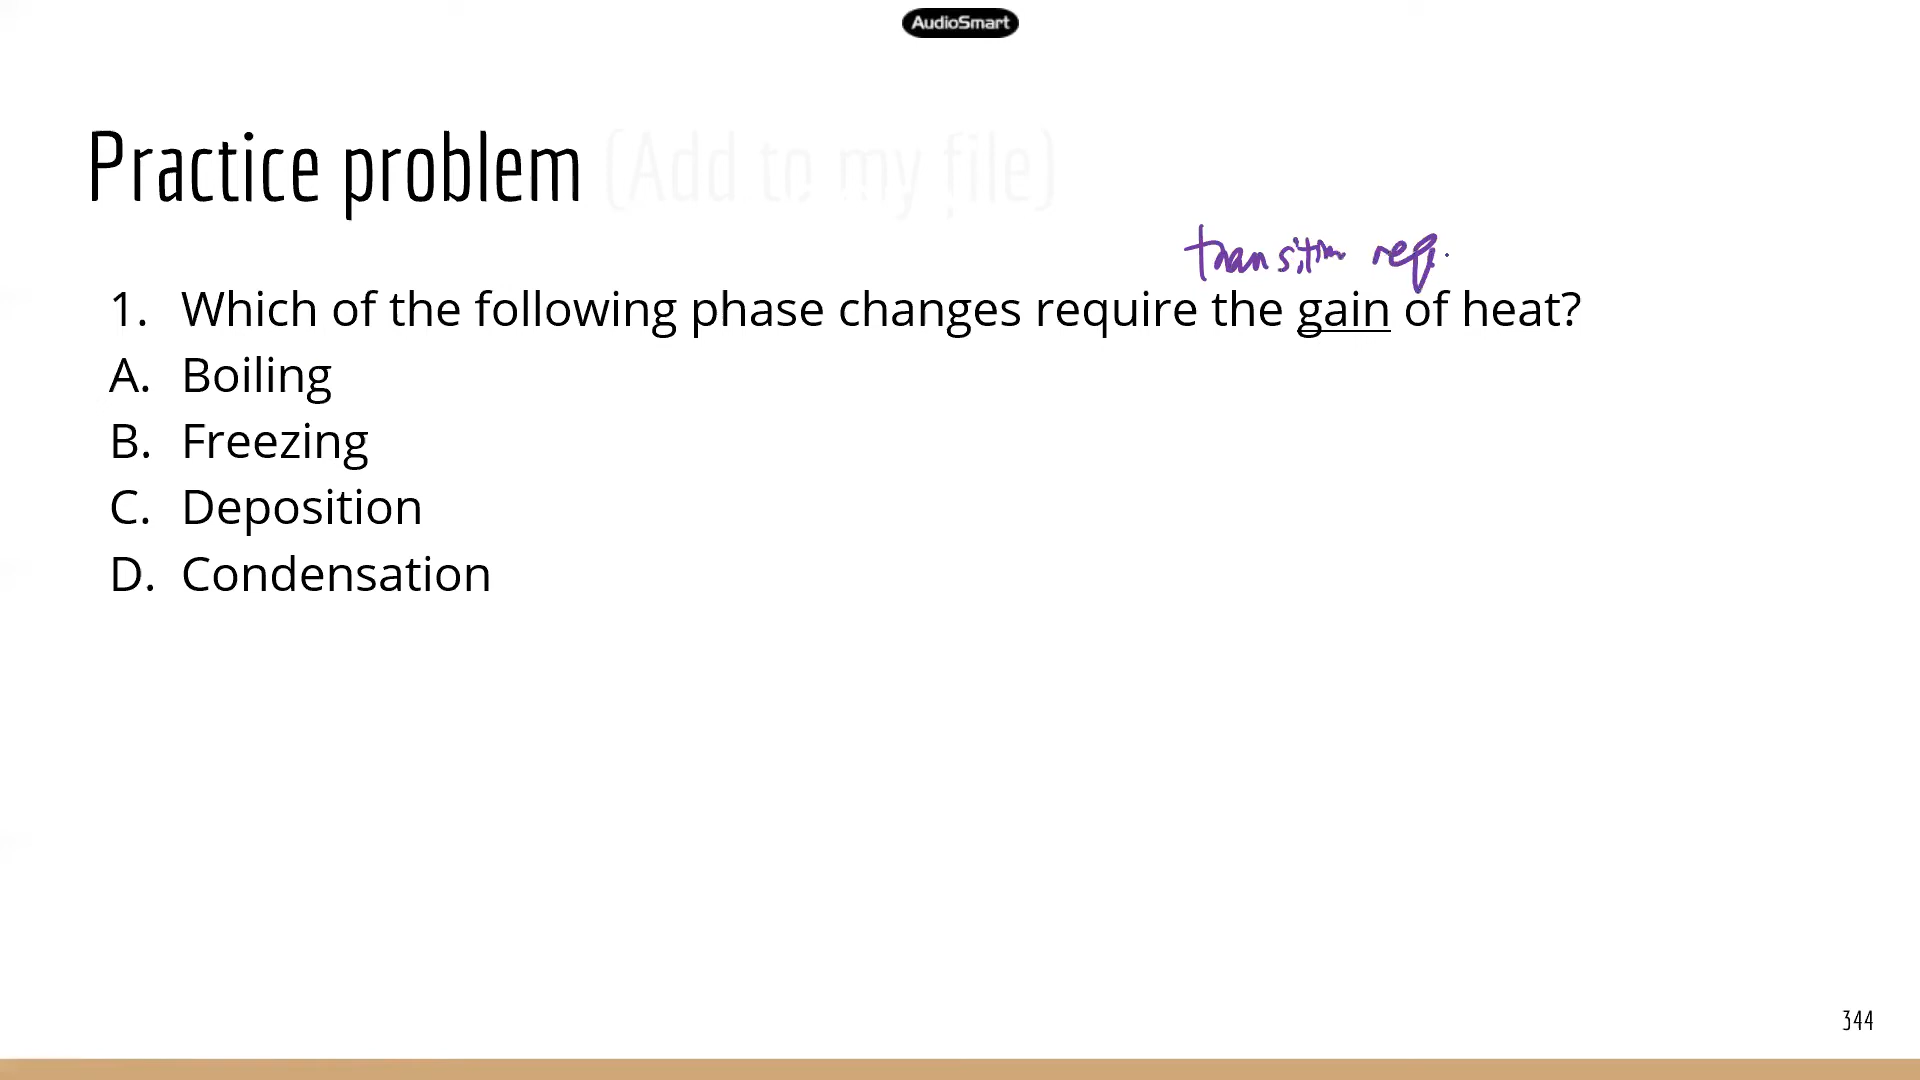 AudioSmart
Practice problem (Add to my file)
transition req.
1. Which of the following phase changes require the gain of heat?
A. Boiling
B. Freezing
C. Deposition
D. Condensation
344